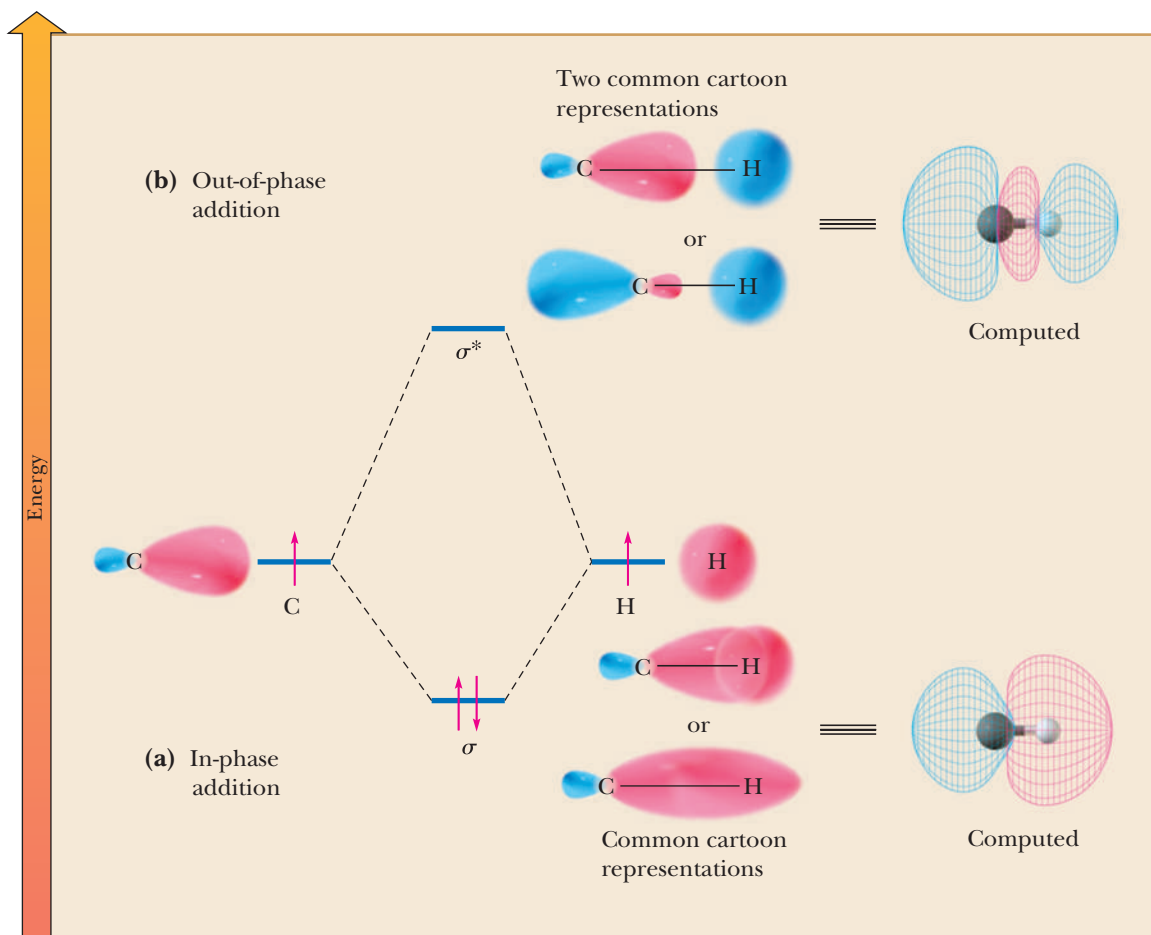 Two common cartoon
representations
C
H
(b) Out-of-phase
addition
or
C
H
Computed
σ*
Energy
C
C
H
H
C
H
σ
or
(a) In-phase
addition
C
H
Common cartoon
representations
Computed